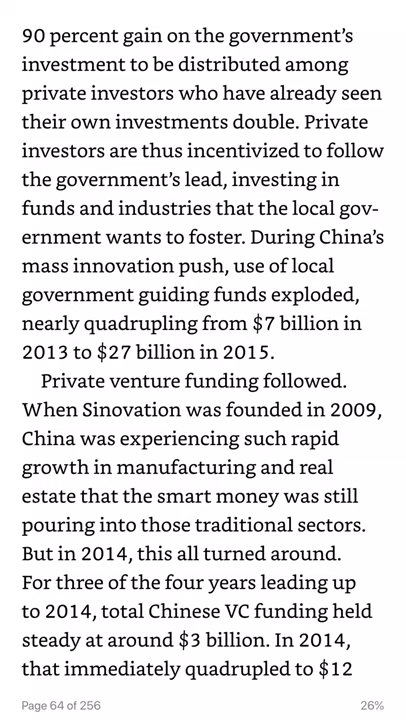 90 percent gain on the government’s
investment to be distributed among
private investors who have already seen
their own investments double. Private
investors are thus incentivized to follow
the government’s lead, investing in
funds and industries that the local gov-
ernment wants to foster. During China’s
mass innovation push, use of local
government guiding funds exploded,
nearly quadrupling from $7 billion in
2013 to $27 billion in 2015.
Private venture funding followed.
When Sinovation was founded in 2009,
China was experiencing such rapid
growth in manufacturing and real
estate that the smart money was still
pouring into those traditional sectors.
But in 2014, this all turned around.
For three of the four years leading up
to 2014, total Chinese VC funding held
steady at around $3 billion. In 2014,
that immediately quadrupled to $12
Page 64 of 256 26%